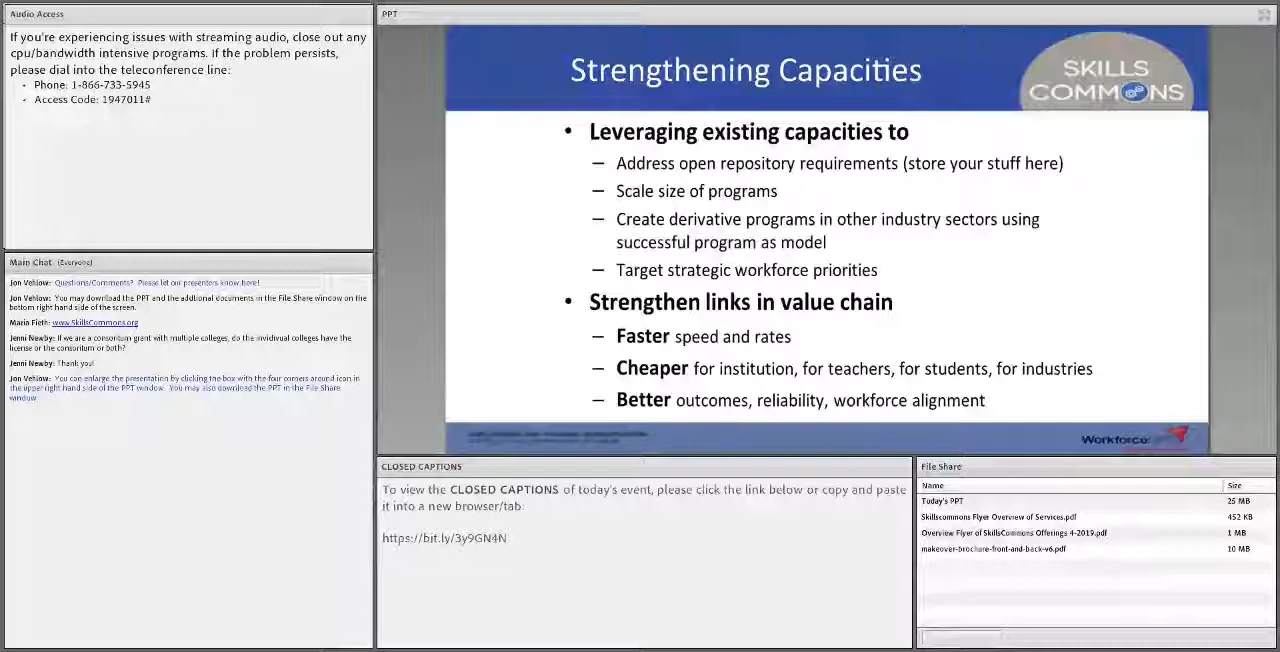 Audio Access
If you're experiencing issues with streaming audio, close out any
cpu/bandwidth intensive programs. If the problem persists,
please dial into the teleconference line:
- Phone: 1-866-733-5945
- Access Code: 1947011#
Main Chat (Everyone)
Jon Vehlow: Questions/Comments? Please let our presenters know here!
Jon Vehlow: You may download the PPT and the addtional documents in the File Share window on the
bottom right hand side of the screen.
Maria Fieth: www.SkillsCommons.org
Jenni Newby: If we are a consoritum grant with multiple colleges, do the invidivual colleges have the
license or the consortium or both?
Jenni Newby: Thank you!
Jon Vehlow: You can enlarge the presentation by clicking the box with the four corners around icon in
the upper right hand side of the PPT window. You may also download the PPT in the File Share
window
PPT
Strengthening Capacities
SKILLS
COMMONS
• Leveraging existing capacities to
– Address open repository requirements (store your stuff here)
– Scale size of programs
– Create derivative programs in other industry sectors using
successful program as model
– Target strategic workforce priorities
• Strengthen links in value chain
– Faster speed and rates
– Cheaper for institution, for teachers, for students, for industries
– Better outcomes, reliability, workforce alignment
Workforce
CLOSED CAPTIONS
To view the CLOSED CAPTIONS of today's event, please click the link below or copy and paste
it into a new browser/tab:
https://bit.ly/3y9GN4N
File Share
Name Size
Today's PPT 25 MB
Skillscommons Flyer Overview of Services.pdf 452 KB
Overview Flyer of SkillsCommons Offerings 4-2019.pdf 1 MB
makeover-brochure-front-and-back-v6.pdf 10 MB